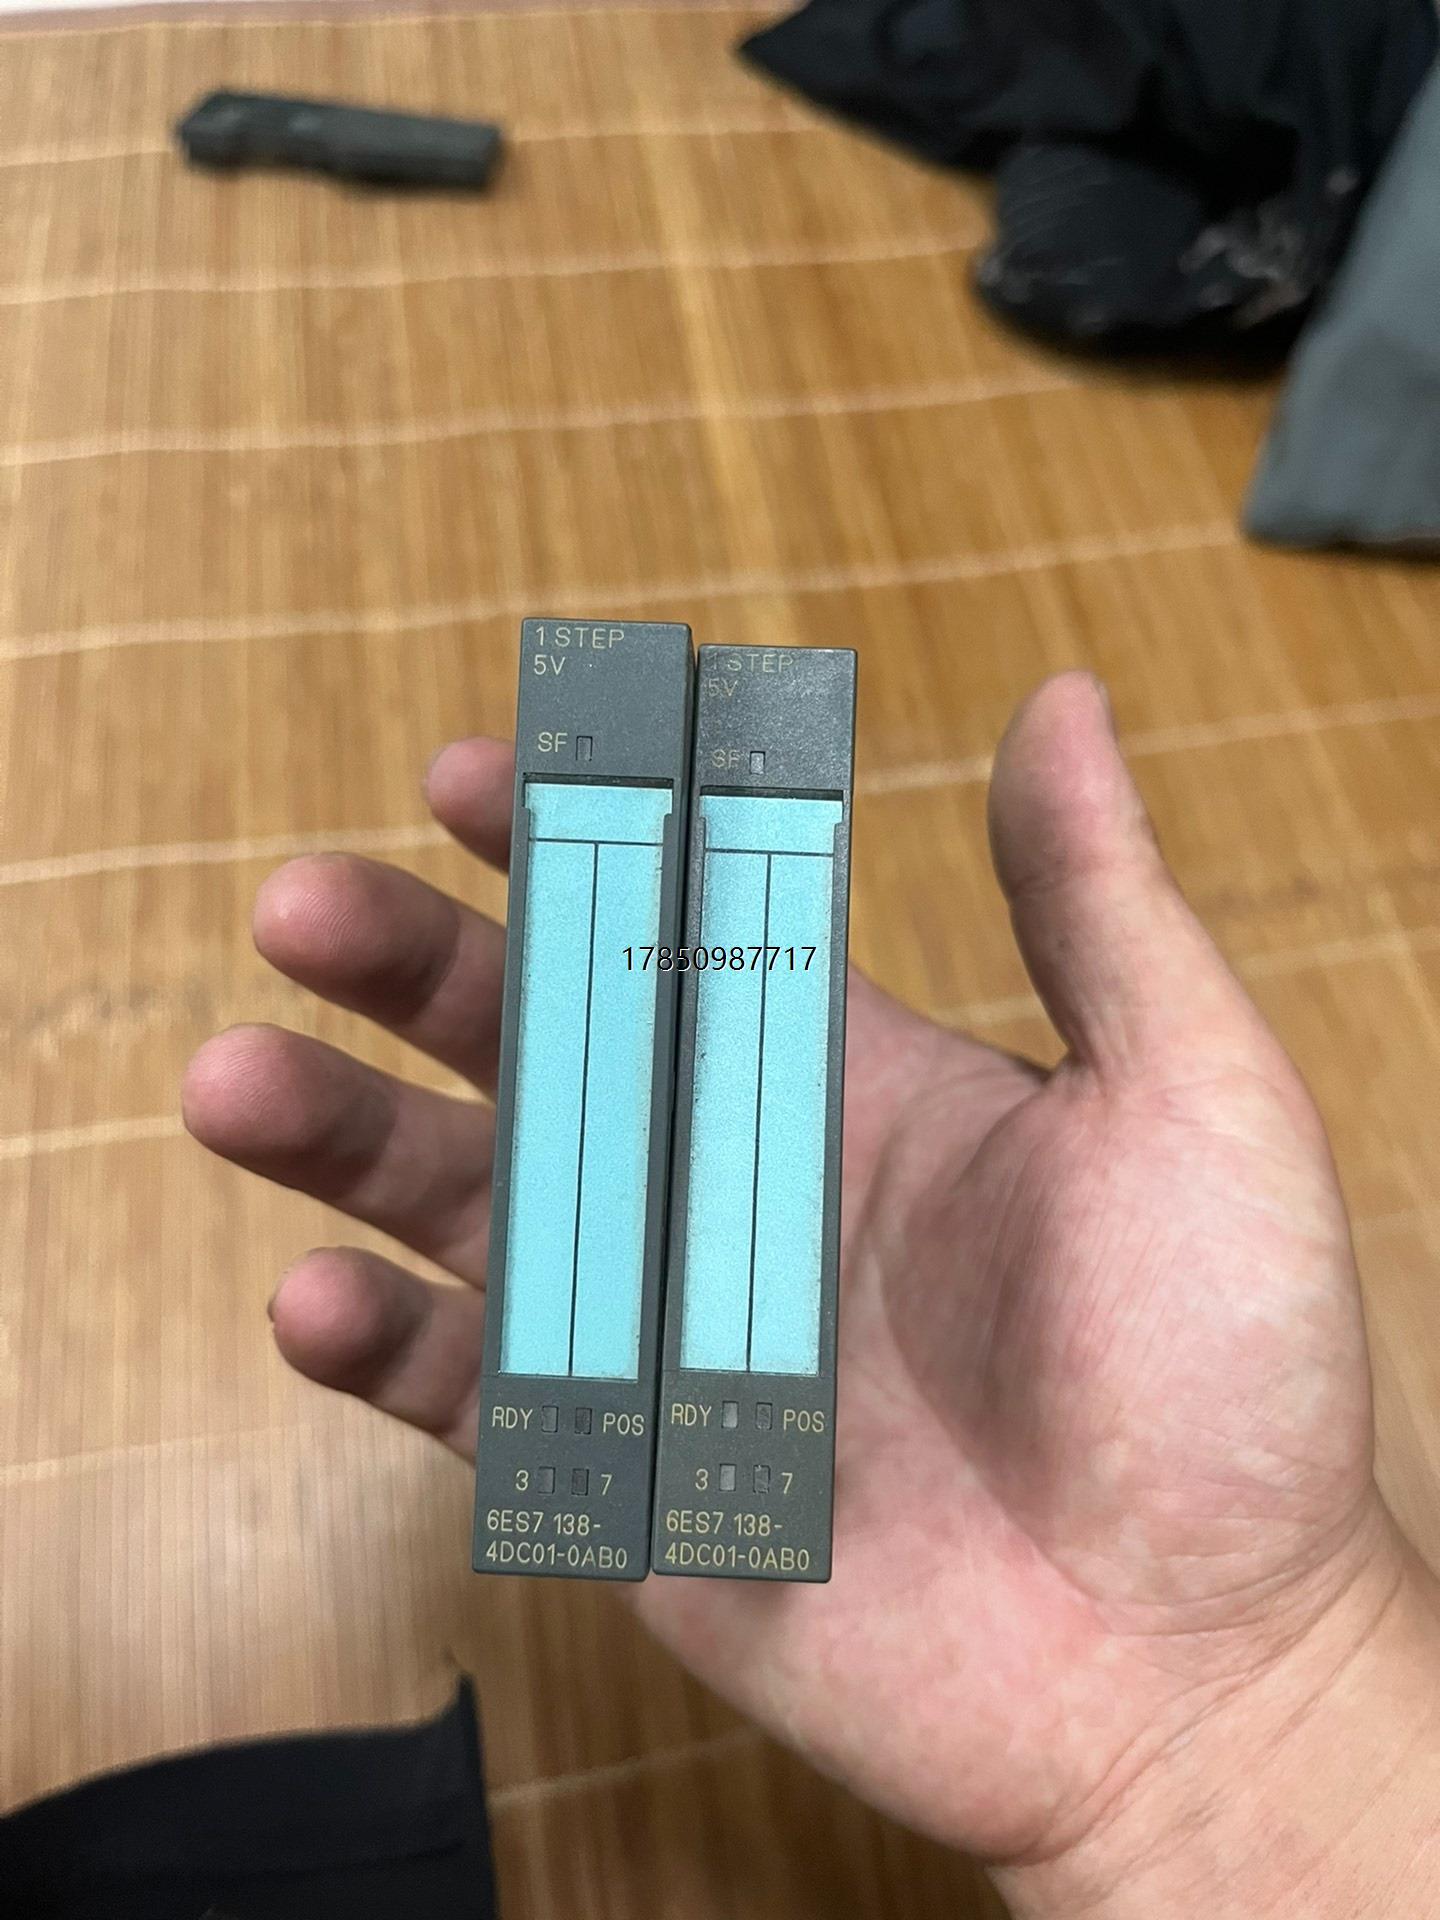 1 STEP
5V
SF
RDY POS
3 7
6ES7 138-
4DC01-0AB0
1 STEP
5V
SF
RDY POS
3 7
6ES7 138-
4DC01-0AB0
17850987717